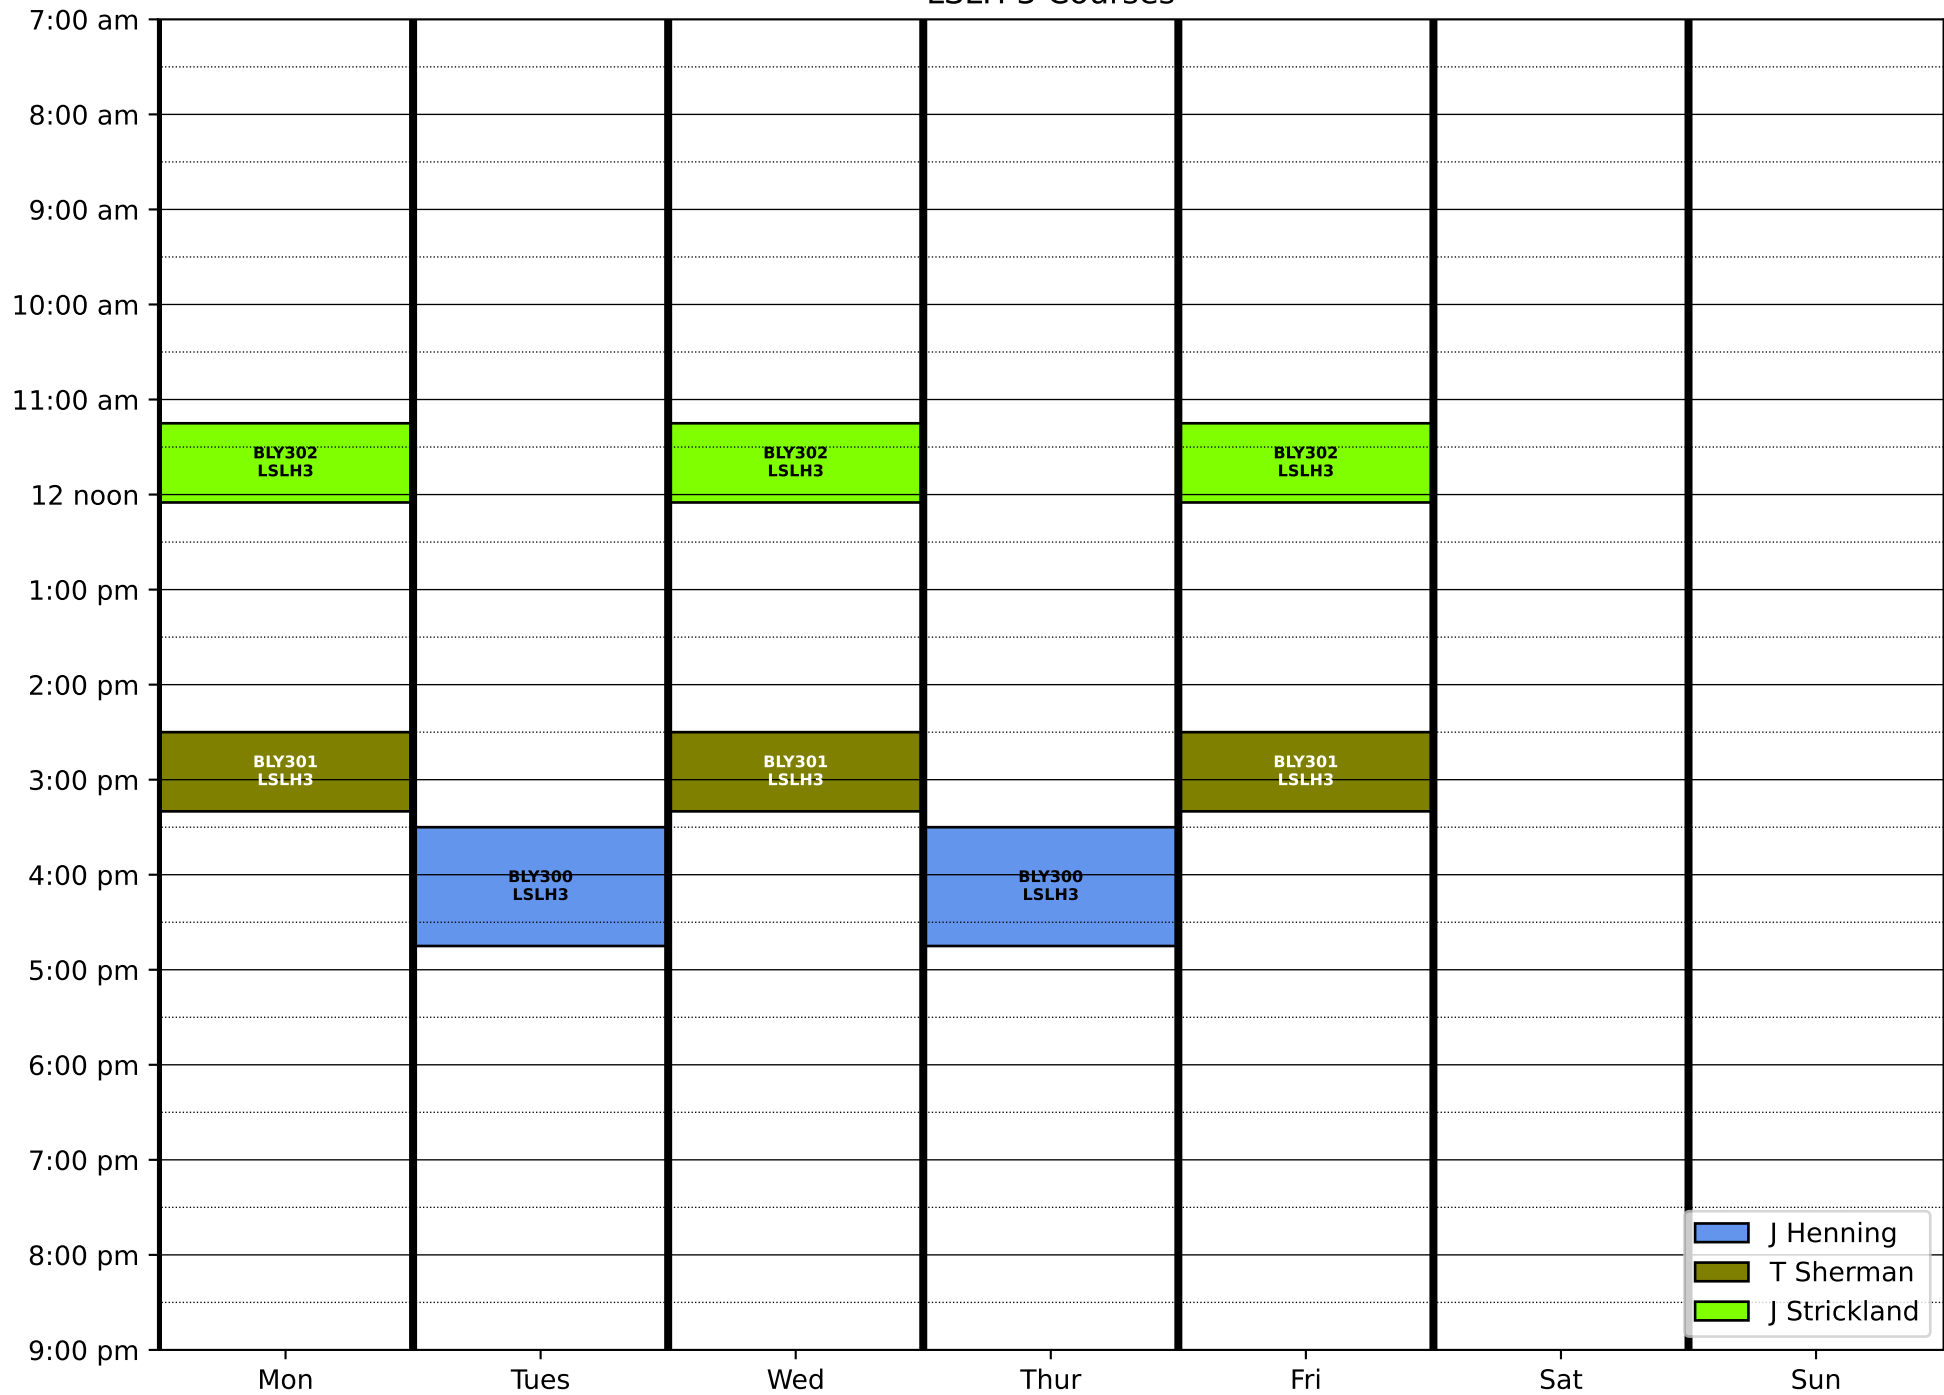 LSLH 3 Courses
7:00 am
8:00 am
9:00 am
10:00 am
11:00 am
12 noon
1:00 pm
2:00 pm
3:00 pm
4:00 pm
5:00 pm
6:00 pm
7:00 pm
8:00 pm
9:00 pm
BLY302
LSLH3
BLY302
LSLH3
BLY302
LSLH3
BLY301
LSLH3
BLY301
LSLH3
BLY301
LSLH3
BLY300
LSLH3
BLY300
LSLH3
J Henning
T Sherman
J Strickland
Mon
Tues
Wed
Thur
Fri
Sat
Sun